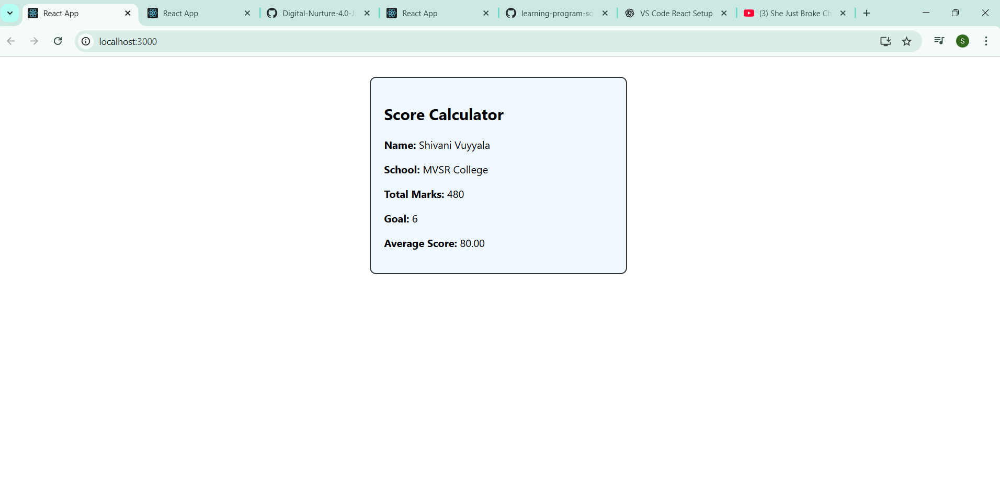 React App
React App
Digital-Nurture-4.0-J
React App
learning-program-so
VS Code React Setup
(3) She Just Broke Ch
localhost:3000
S
Score Calculator
Name: Shivani Vuyyala
School: MVSR College
Total Marks: 480
Goal: 6
Average Score: 80.00